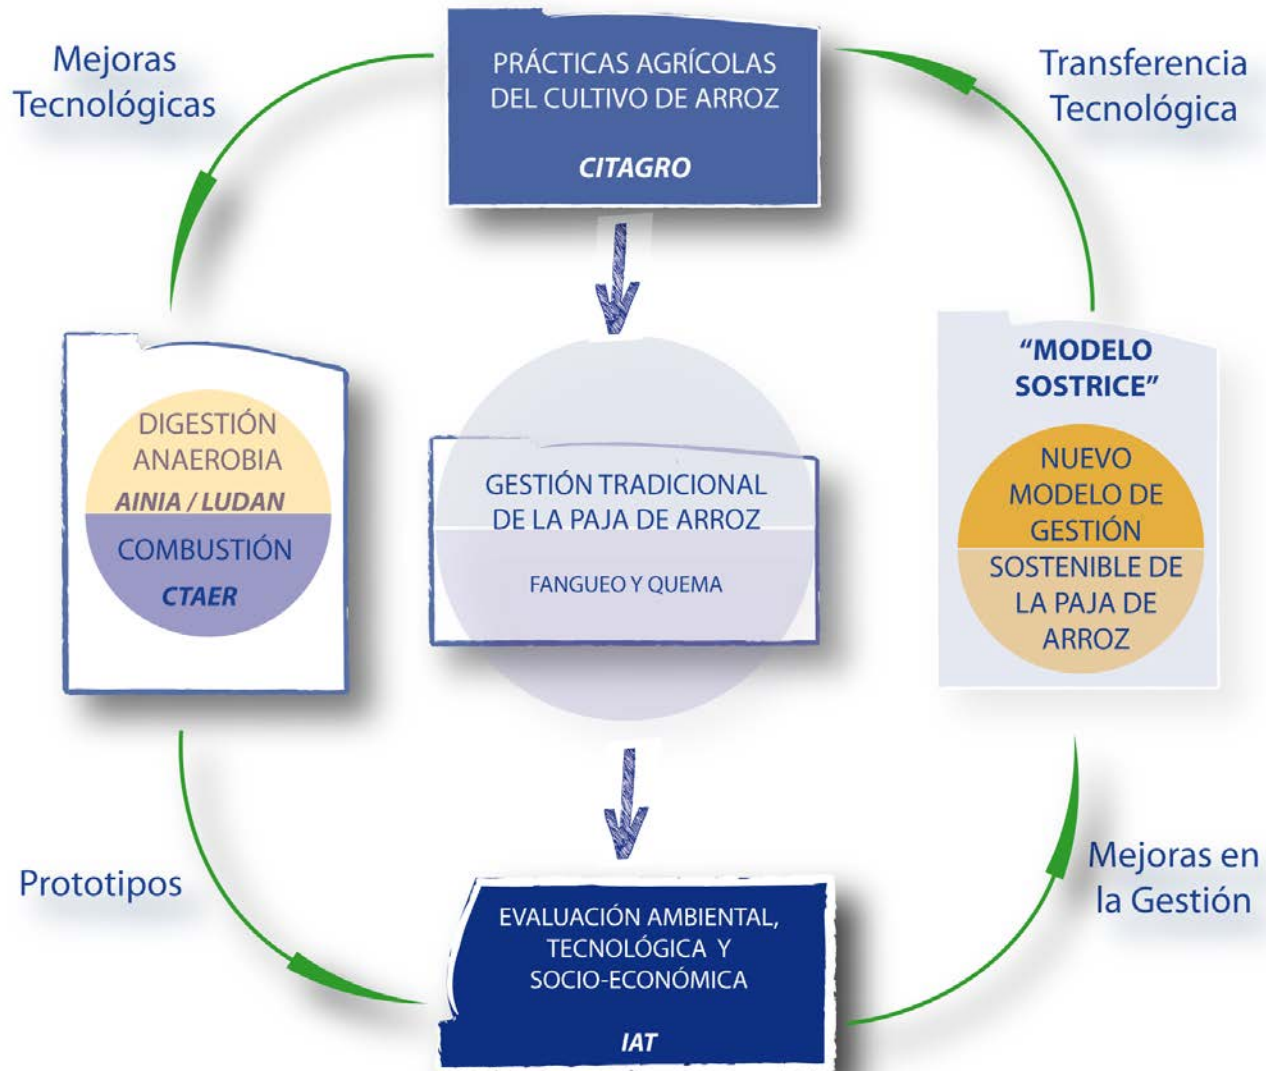 Mejoras
Tecnológicas
PRÁCTICAS AGRÍCOLAS
DEL CULTIVO DE ARROZ
CITAGRO
Transferencia
Tecnológica
DIGESTIÓN
ANAEROBIA
AINIA / LUDAN
COMBUSTIÓN
CTAER
GESTIÓN TRADICIONAL
DE LA PAJA DE ARROZ
FANGUEO Y QUEMA
“MODELO
SOSTRICE”
NUEVO
MODELO DE
GESTIÓN
SOSTENIBLE DE
LA PAJA DE
ARROZ
Prototipos
EVALUACIÓN AMBIENTAL,
TECNOLÓGICA Y
SOCIO-ECONÓMICA
IAT
Mejoras en
la Gestión